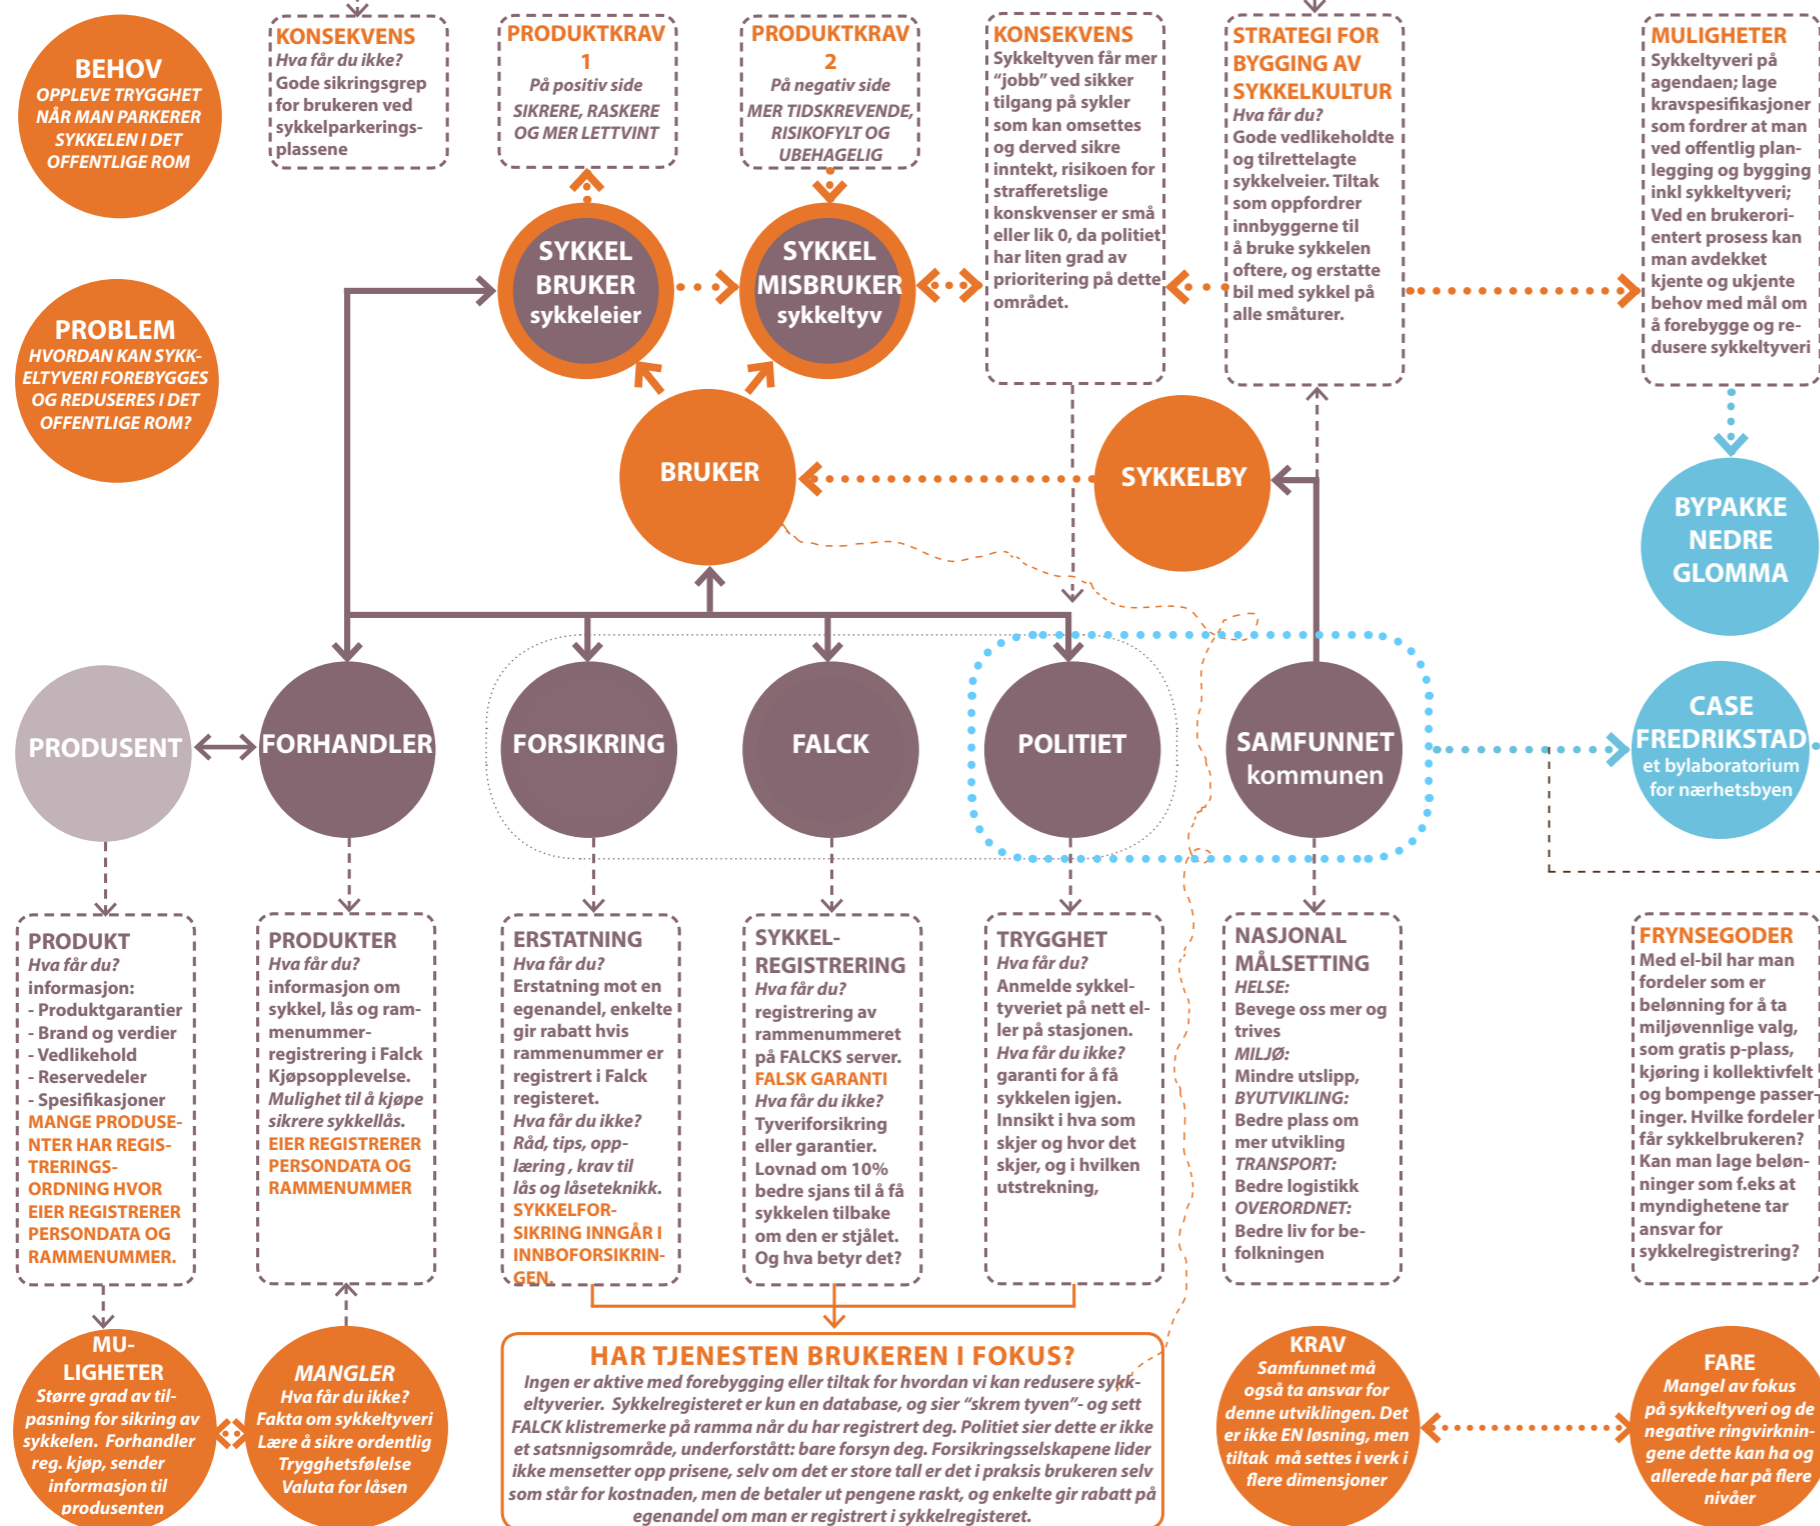 BEHOV
OPPLEVE TRYGGHET
NÅR MAN PARKERER
SYKKELEN I DET
OFFENTLIGE ROM
KONSEKVENS
Hva får du ikke?
Gode sikringsgrep
for brukeren ved
sykkelparkerings-
plassene
PRODUKTKRAV
1
På positiv side
SIKRERE, RASKERE
OG MER LETTVINT
PRODUKTKRAV
2
På negativ side
MER TIDSKREVENDE,
RISIKOFYLT OG
UBEHAGELIG
KONSEKVENS
Sykkeltyven får mer
“jobb” ved sikker
tilgang på sykler
som kan omsettes
og derved sikre
inntekt, risikoen for
strafferetslige
konskvenser er små
eller lik 0, da politiet
har liten grad av
prioritering på dette
området.
STRATEGI FOR
BYGGING AV
SYKKELKULTUR
Hva får du?
Gode vedlikeholdte
og tilrettelagte
sykkelveier. Tiltak
som oppfordrer
innbyggerne til
å bruke sykkelen
oftere, og erstatte
bil med sykkel på
alle småturer.
MULIGHETER
Sykkeltyveri på
agendaen; lage
kravspesifikasjoner
som fordrer at man
ved offentlig plan-
legging og bygging
inkl sykkeltyveri;
Ved en brukerori-
entert prosess kan
man avdekket
kjente og ukjente
behov med mål om
å forebygge og re-
dusere sykkeltyveri
PROBLEM
HVORDAN KAN SYKK-
ELTYVERI FOREBYGGES
OG REDUSERES I DET
OFFENTLIGE ROM?
SYKKEL
BRUKER
sykkeleier
SYKKEL
MISBRUKER
sykkeltyv
BRUKER
SYKKELBY
BYPAKKE
NEDRE
GLOMMA
PRODUSENT
FORHANDLER
FORSIKRING
FALCK
POLITIET
SAMFUNNET
kommunen
CASE
FREDRIKSTAD
et bylaboratorium
for nærhetsbyen
PRODUKT
Hva får du?
informasjon:
- Produktgarantier
- Brand og verdier
- Vedlikehold
- Reservedeler
- Spesifikasjoner
MANGE PRODUSE-
NTER HAR REGIS-
TRERINGS-
ORDNING HVOR
EIER REGISTRERER
PERSONDATA OG
RAMMENUMMER.
PRODUKTER
Hva får du?
informasjon om
sykkel, lås og ram-
menummer-
registrering i Falck
Kjøpsopplevelse.
Mulighet til å kjøpe
sikrere sykkellås.
EIER REGISTRERER
PERSONDATA OG
RAMMENUMMER
ERSTATNING
Hva får du?
Erstatning mot en
egenandel, enkelte
gir rabatt hvis
rammenummer er
registrert i Falck
registeret.
Hva får du ikke?
Råd, tips, opp-
læring , krav til
lås og låseteknikk.
SYKKELFOR-
SIKRING INNGÅR I
INNBOFORSIKRIN-
GEN.
SYKKEL-
REGISTRERING
Hva får du?
registrering av
rammenummeret
på FALCKS server.
FALSK GARANTI
Hva får du ikke?
Tyveriforsikring
eller garantier.
Lovnad om 10%
bedre sjans til å få
sykkelen tilbake
om den er stjålet.
Og hva betyr det?
TRYGGHET
Hva får du?
Anmelde sykkel-
tyveriet på nett el-
ler på stasjonen.
Hva får du ikke?
garanti for å få
sykkelen igjen.
Innsikt i hva som
skjer og hvor det
skjer, og i hvilken
utstrekning,
NASJONAL
MÅLSETTING
HELSE:
Bevege oss mer og
trives
MILJØ:
Mindre utslipp,
BYUTVIKLING:
Bedre plass om
mer utvikling
TRANSPORT:
Bedre logistikk
OVERORDNET:
Bedre liv for be-
folkningen
FRYNSEGODER
Med el-bil har man
fordeler som er
belønning for å ta
miljøvennlige valg,
som gratis p-plass,
kjøring i kollektivfelt
og bompenge passer-
inger. Hvilke fordeler
får sykkelbrukeren?
Kan man lage beløn-
ninger som f.eks at
myndighetene tar
ansvar for
sykkelregistrering?
MU-
LIGHETER
Større grad av til-
pasning for sikring av
sykkelen. Forhandler
reg. kjøp, sender
informasjon til
produsenten
MANGLER
Hva får du ikke?
Fakta om sykkeltyveri
Lære å sikre ordentlig
Trygghetsfølelse
Valuta for låsen
HAR TJENESTEN BRUKEREN I FOKUS?
Ingen er aktive med forebygging eller tiltak for hvordan vi kan redusere sykk-
eltyverier. Sykkelregisteret er kun en database, og sier “skrem tyven”- og sett
FALCK klistremerke på ramma når du har registrert deg. Politiet sier dette er ikke
et satsnnigsområde, underforstått: bare forsyn deg. Forsikringsselskapene lider
ikke mensetter opp prisene, selv om det er store tall er det i praksis brukeren selv
som står for kostnaden, men de betaler ut pengene raskt, og enkelte gir rabatt på
egenandel om man er registrert i sykkelregisteret.
KRAV
Samfunnet må
også ta ansvar for
denne utviklingen. Det
er ikke EN løsning, men
tiltak må settes i verk i
flere dimensjoner
FARE
Mangel av fokus
på sykkeltyveri og de
negative ringvirknin-
gene dette kan ha og
allerede har på flere
nivåer